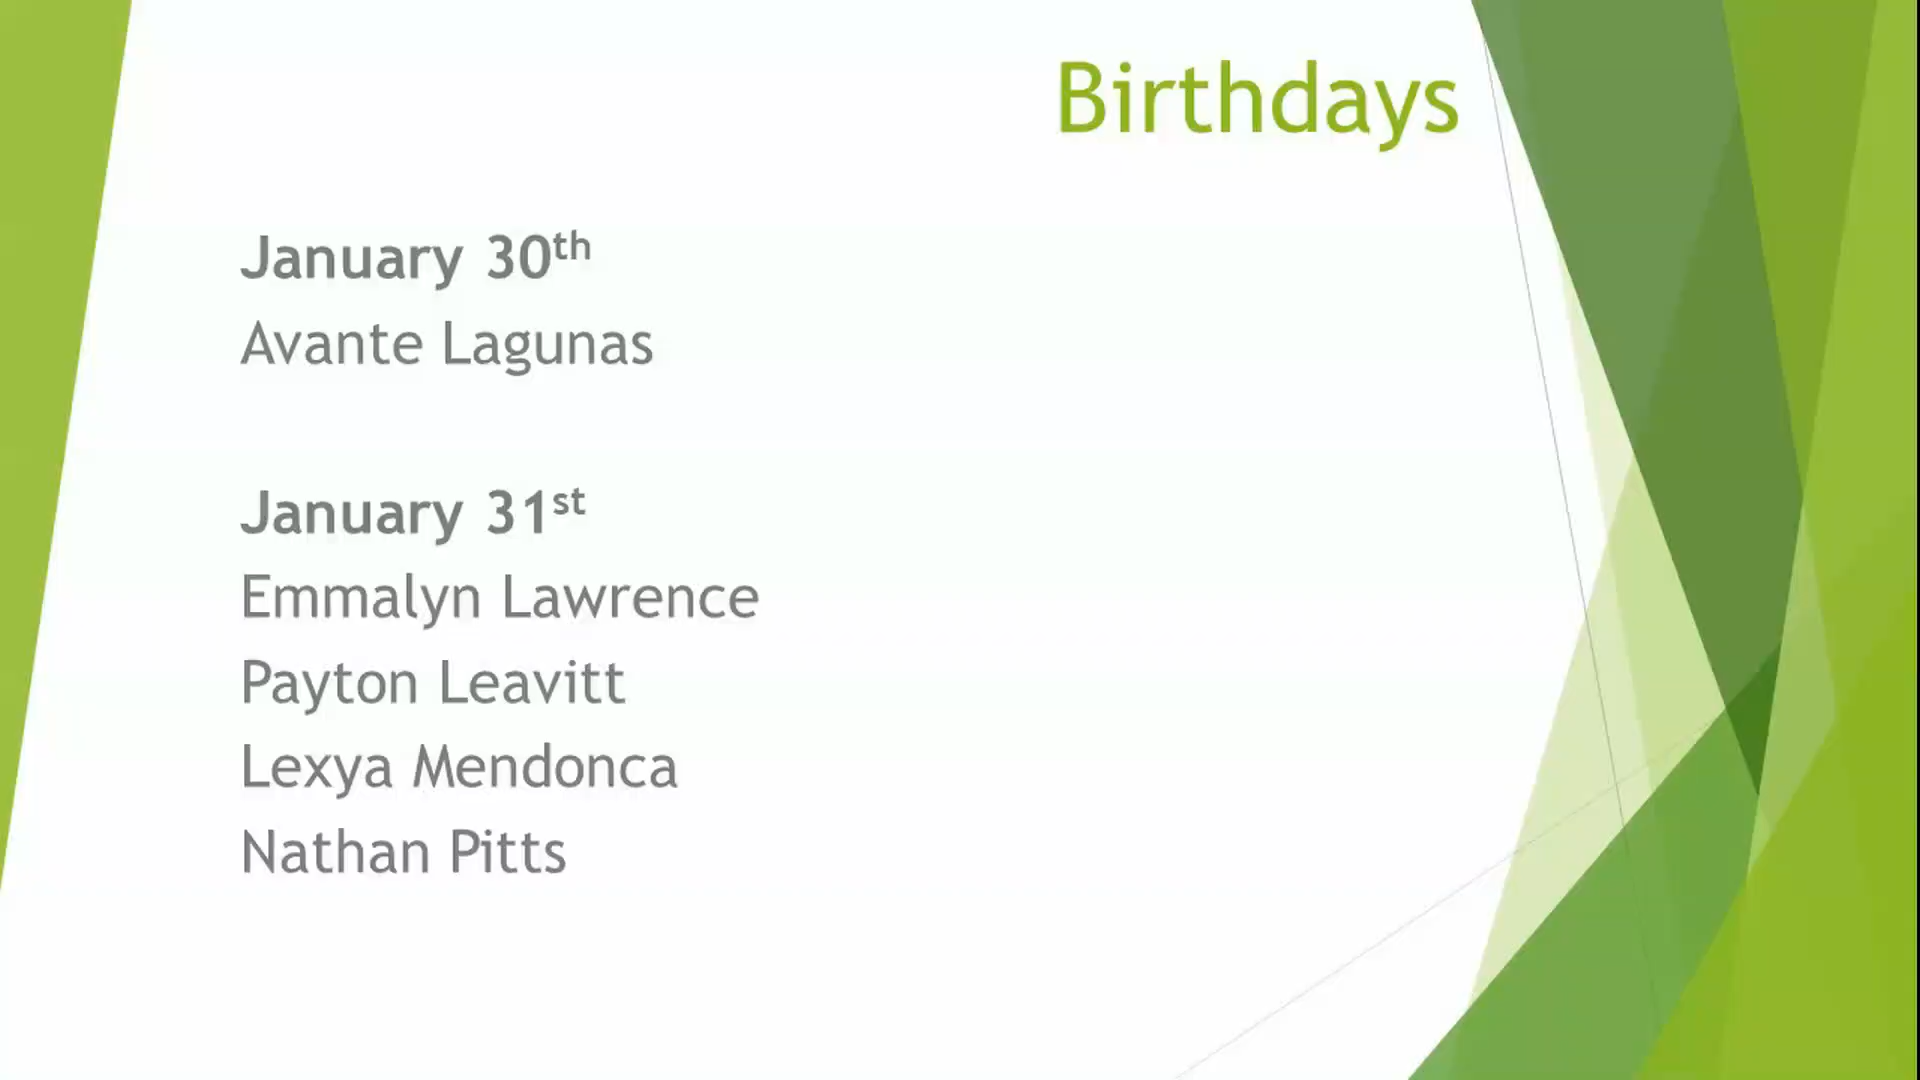 Birthdays
January 30th
Avante Lagunas
January 31st
Emmalyn Lawrence
Payton Leavitt
Lexya Mendonca
Nathan Pitts